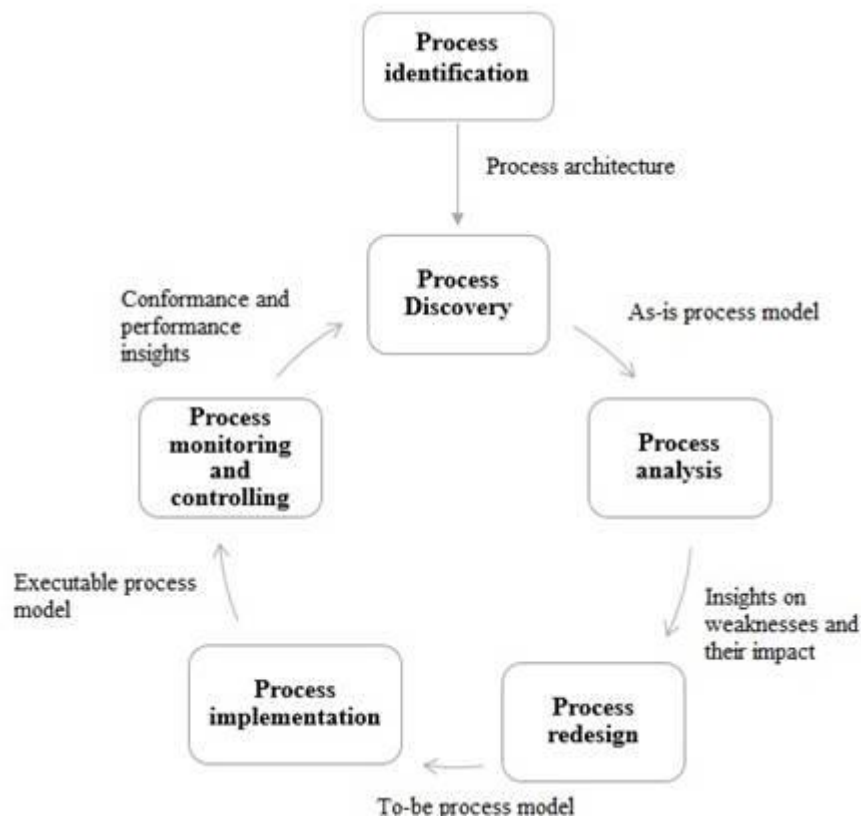 Process
identification
Process architecture
Process
Discovery
Conformance and
performance
insights
As-is process model
Process
monitoring
and
controlling
Process
analysis
Executable process
model
Insights on
weaknesses and
their impact
Process
implementation
Process
redesign
To-be process model